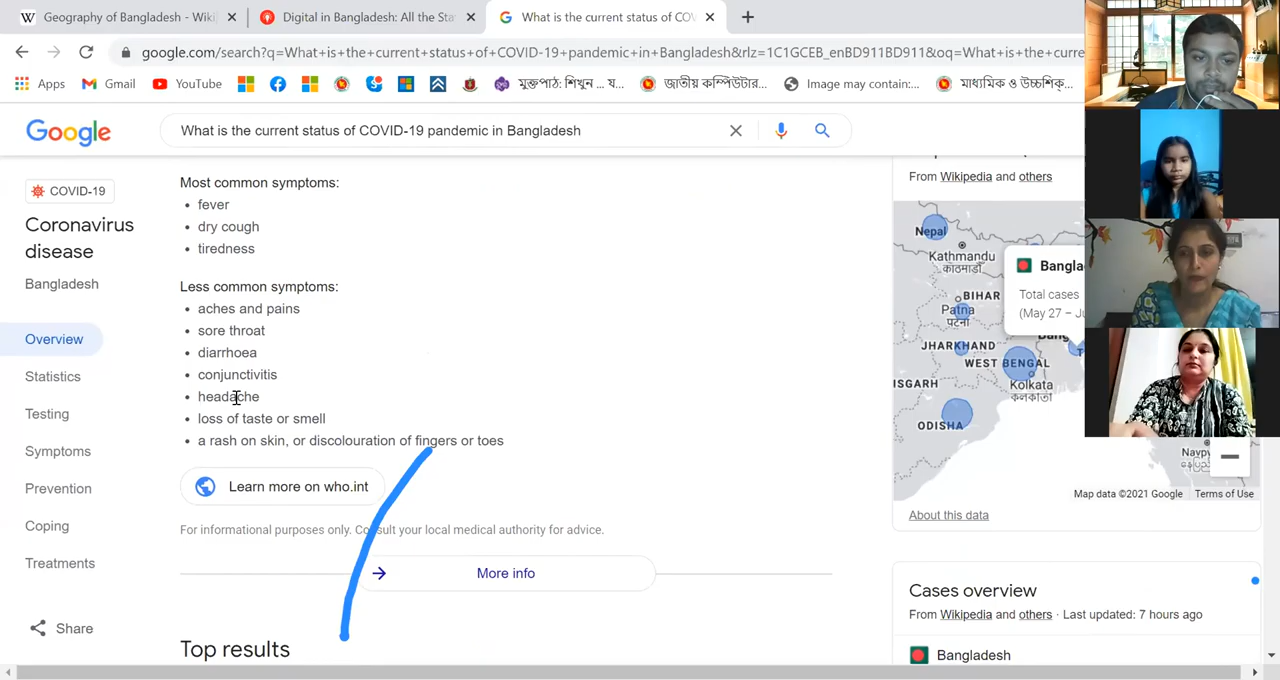 Geography of Bangladesh - Wiki
Digital in Bangladesh: All the Sta
What is the current status of COV
google.com/search?q=What+is+the+current+status+of+COVID-19+pandemic+in+Bangladesh&rlz=1C1GCEB_enBD911BD911&oq=What+is+the+curre
Apps
Gmail
YouTube
মুক্তপাঠ: শিখুন ... য...
জাতীয় কম্পিউটার...
Image may contain:...
মাধ্যমিক ও উচ্চশিক্...
Google
What is the current status of COVID-19 pandemic in Bangladesh
COVID-19
Coronavirus
disease
Bangladesh
Overview
Statistics
Testing
Symptoms
Prevention
Coping
Treatments
Share
Most common symptoms:
• fever
• dry cough
• tiredness
Less common symptoms:
• aches and pains
• sore throat
• diarrhoea
• conjunctivitis
• headache
• loss of taste or smell
• a rash on skin, or discolouration of fingers or toes
Learn more on who.int
For informational purposes only. Consult your local medical authority for advice.
More info
Top results
From Wikipedia and others
Nepal
Kathmandu
काठमाडौं
BIHAR
Patna
पटना
JHARKHAND
WEST BENGAL
ISGARH
Kolkata
কলকাতা
ODISHA
Bangla
Total cases
(May 27 – Ju
Bang
Naypy
Map data ©2021 Google
Terms of Use
About this data
Cases overview
From Wikipedia and others · Last updated: 7 hours ago
Bangladesh